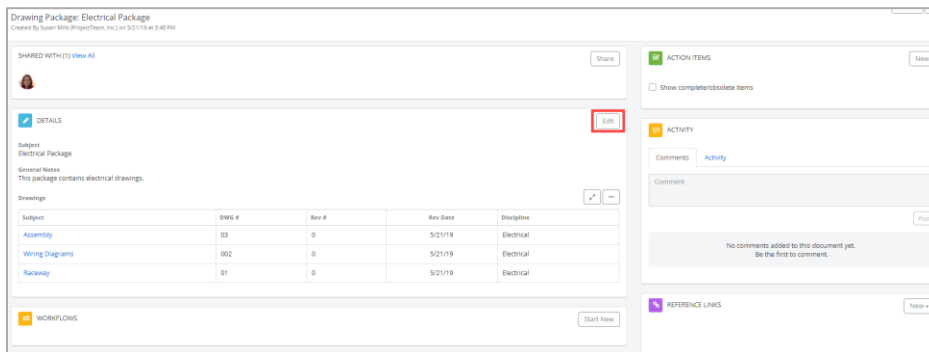 Drawing Package: Electrical Package
Created By Susan Mills (ProjectTeam, Inc.) on 5/21/19 at 3:48 PM
SHARED WITH (1) View All
Share
DETAILS
Edit
Subject
Electrical Package
General Notes
This package contains electrical drawings.
Drawings
Subject DWG # Rev # Rev Date Discipline
Assembly 03 0 5/21/19 Electrical
Wiring Diagrams 002 0 5/21/19 Electrical
Raceway 01 0 5/21/19 Electrical
WORKFLOWS
Start New
ACTION ITEMS
New
Show complete/obsolete items
ACTIVITY
Comments Activity
Comment
Post
No comments added to this document yet.
Be the first to comment.
REFERENCE LINKS
New